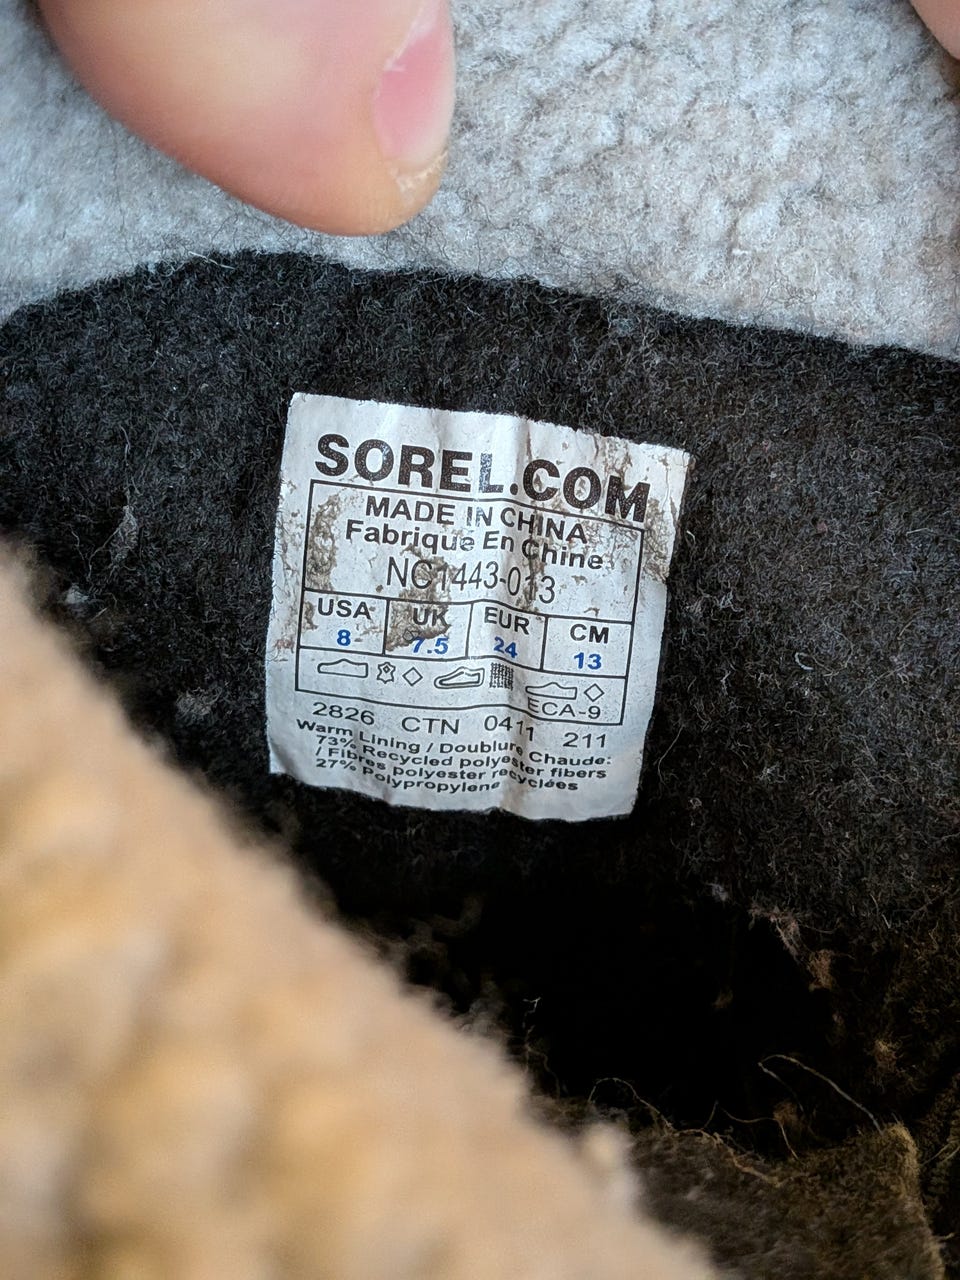 SOREL.COM
MADE IN CHINA
Fabriqué En Chine
NC1443-013
USA UK EUR CM
8 7.5 24 13
ECA-9
2826 CTN 0411 211
Warm Lining / Doublure Chaude:
73% Recycled polyester fibers
/ Fibres polyester recyclées
27% Polypropylene